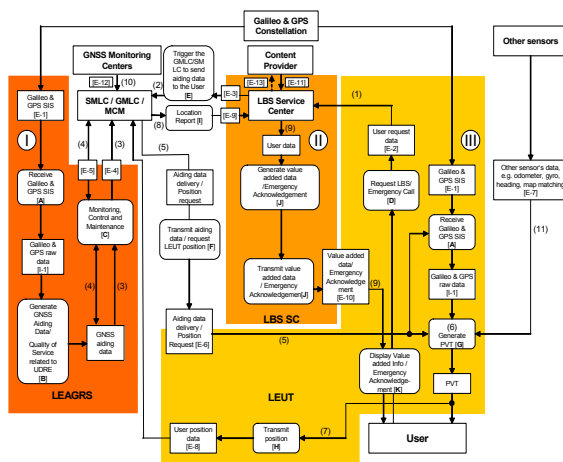 Galileo & GPS
Constellation
GNSS Monitoring
Centers
Trigger the
GMLC/SM
LC to send
aiding data
to the User
[E]
Content
Provider
Other sensors
[E-12]
(10)
(2)
[E-3]
[E-13]
[E-11]
SMLC / GMLC /
MCM
LBS Service
Center
(1)
Galileo &
GPS SIS
[E-1]
(8)
Location
Report [I]
[E-9]
(9)
I
II
III
(4)
(3)
(5)
User data
User request
data
[E-2]
[E-5]
[E-4]
Aiding data
delivery /
Position
request
Generate value
added data
/Emergency
Acknowledgement
[J]
Request LBS/
Emergency Call
[D]
Galileo &
GPS SIS
[E-1]
Other sensor's data,
e.g. odometer, gyro,
heading, map matching
[E-7]
Receive
Galileo &
GPS SIS
[A]
Monitoring,
Control and
Maintenance
[C]
Receive
Galileo &
GPS SIS
[A]
(11)
Galileo &
GPS raw
data
[I-1]
(4)
(3)
Transmit aiding
data / request
LEUT position [F]
Transmit value
added data
/ Emergency
Acknowledgement[J]
Value added
data/
Emergency
Acknowledge
ment
[E-10]
(9)
Galileo & GPS
raw data
[I-1]
Generate
GNSS
Aiding Data/
Quality of
Service related
to UDRE
[B]
GNSS
aiding data
Aiding data
delivery / Position
Request [E-6]
LBS SC
(5)
(6)
Generate
PVT [G]
LEAGRS
LEUT
Display Value
added Info /
Emergency
Acknowledge-
ment [K]
PVT
User position
data
[E-8]
Transmit
position
[H]
(7)
User